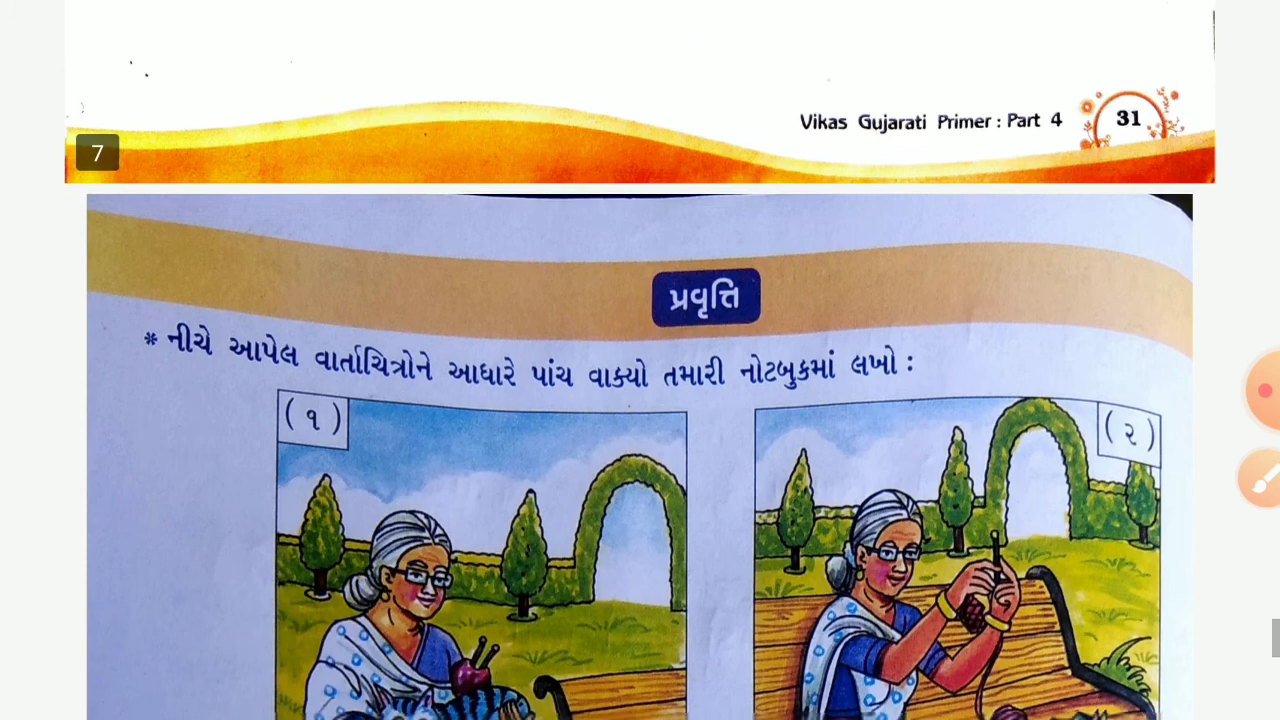 Vikas Gujarati Primer : Part 4 31
7
પ્રવૃત્તિ
* નીચે આપેલ વાર્તાચિત્રોને આધારે પાંચ વાક્યો તમારી નોટબુકમાં લખો :
(૧)
(૨)